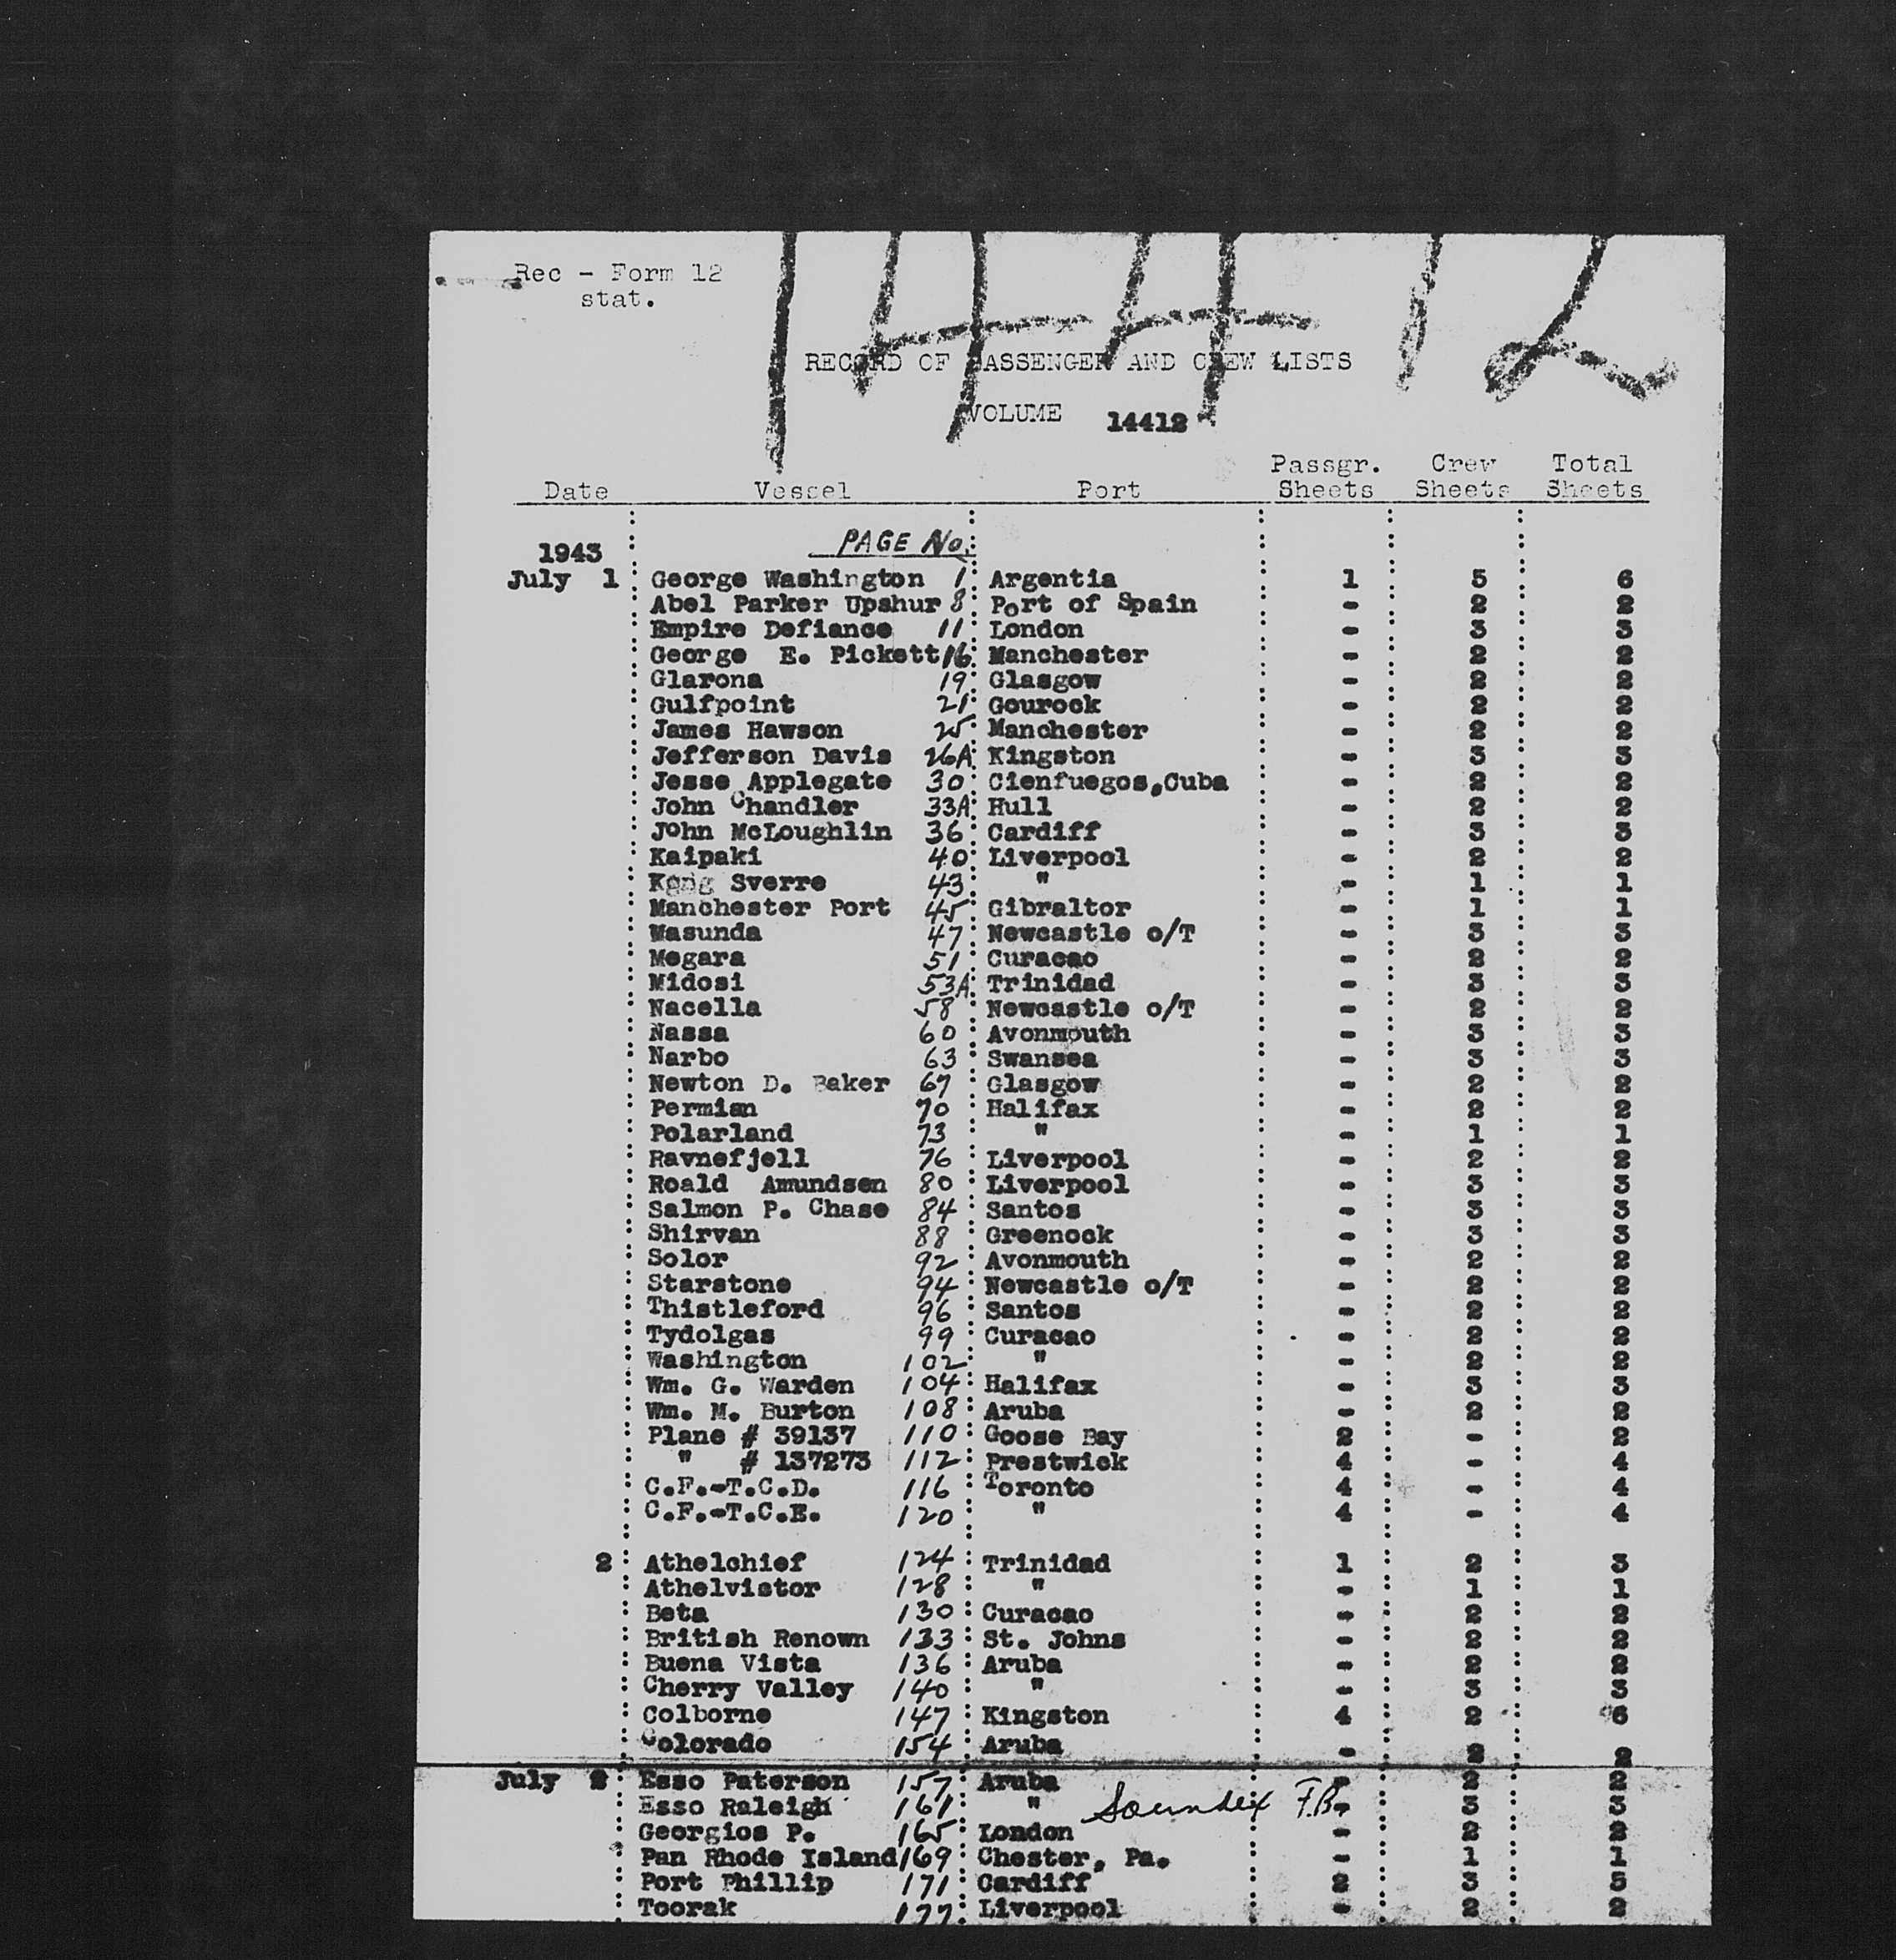 14412
Rec - Form 12
stat.
RECORD OF PASSENGER AND CREW LISTS
VOLUME 14412
Date Vessel Port Passgr. Sheets Crew Sheets Total Sheets
PAGE No.
1943
July 1 George Washington 1 Argentia 1 5 6
Abel Parker Upshur 8 Port of Spain - 2 2
Empire Defiance 11 London - 3 3
George E. Pickett 16 Manchester - 2 2
Glarona 19 Glasgow - 2 2
Gulfpoint 21 Gourock - 2 2
James Hawson 25 Manchester - 2 2
Jefferson Davis 26A Kingston - 3 3
Jesse Applegate 30 Cienfuegos,Cuba - 2 2
John Chandler 33A Hull - 2 2
John McLoughlin 36 Cardiff - 3 3
Kaipaki 40 Liverpool - 2 2
Kong Sverre 43 " - 1 1
Manchester Port 45 Gibraltor - 1 1
Masunda 47 Newcastle o/T - 3 3
Megara 51 Curacao - 2 2
Midosi 53A Trinidad - 3 3
Nacella 58 Newcastle o/T - 2 2
Nassa 60 Avonmouth - 3 3
Narbo 63 Swansea - 3 3
Newton D. Baker 67 Glasgow - 2 2
Permian 70 Halifax - 2 2
Polarland 73 " - 1 1
Ravnefjell 76 Liverpool - 2 2
Roald Amundsen 80 Liverpool - 3 3
Salmon P. Chase 84 Santos - 3 3
Shirvan 88 Greenock - 3 3
Solor 92 Avonmouth - 2 2
Starstone 94 Newcastle o/T - 2 2
Thistleford 96 Santos - 2 2
Tydolgas 99 Curacao - 2 2
Washington 102 " - 2 2
Wm. G. Warden 104 Halifax - 3 3
Wm. M. Burton 108 Aruba - 2 2
Plane # 39137 110 Goose Bay 2 - 2
" # 137273 112 Prestwick 4 - 4
C.F.-T.C.D. 116 Toronto 4 - 4
C.F.-T.C.E. 120 " 4 - 4
2 Athelchief 124 Trinidad 1 2 3
Athelvistor 128 " - 1 1
Beta 130 Curacao - 2 2
British Renown 133 St. Johns - 2 2
Buena Vista 136 Aruba - 2 2
Cherry Valley 140 " - 3 3
Colborne 147 Kingston 4 2 6
Colorado 154 Aruba - 2 2
July 2 Esso Paterson 157 Aruba - 2 2
Esso Raleigh 161 " Soundex F.B. - 3 3
Georgios P. 165 London - 2 2
Pan Rhode Island 169 Chester, Pa. - 1 1
Port Phillip 171 Cardiff 2 3 5
Toorak 177 Liverpool - 2 2